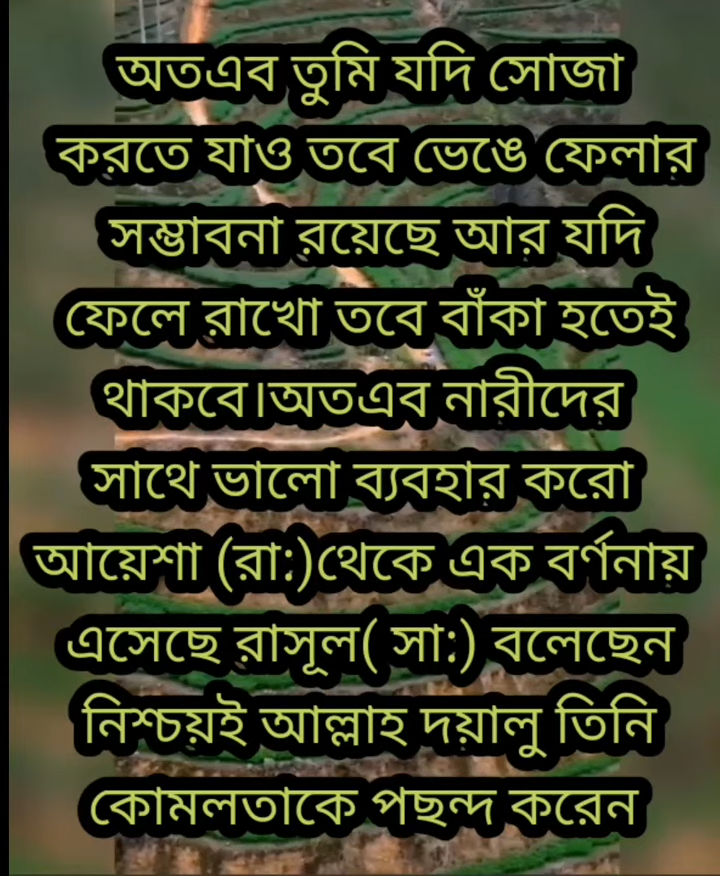 অতএব তুমি যদি সোজা
করতে যাও তবে ভেঙে ফেলার
সম্ভাবনা রয়েছে আর যদি
ফেলে রাখো তবে বাঁকা হতেই
থাকবে।অতএব নারীদের
সাথে ভালো ব্যবহার করো
আয়েশা (রা:)থেকে এক বর্ণনায়
এসেছে রাসূল( সা:) বলেছেন
নিশ্চয়ই আল্লাহ দয়ালু তিনি
কোমলতাকে পছন্দ করেন